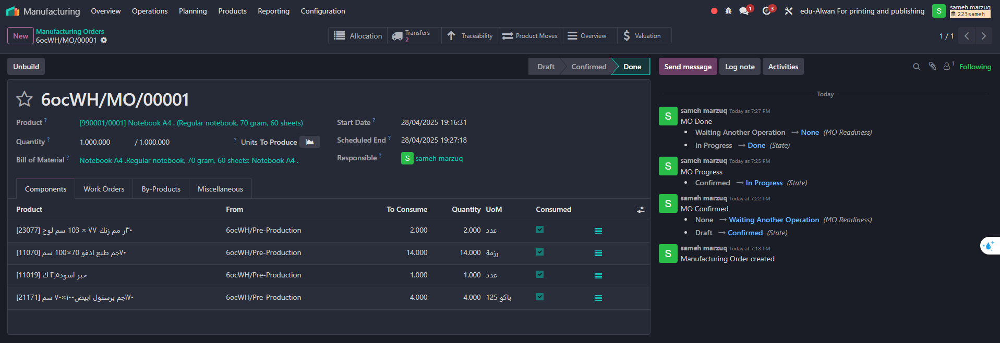 Manufacturing Overview Operations Planning Products Reporting Configuration
1 3 edu-Alwan For printing and publishing S sameh marzuq
223sameh
New Manufacturing Orders
6ocWH/MO/00001
Allocation Transfers 2 Traceability Product Moves Overview Valuation 1 / 1
Unbuild Draft Confirmed Done
Send message Log note Activities 1 Following
6ocWH/MO/00001
Product ? [990001/0001] Notebook A4 . (Regular notebook, 70 gram, 60 sheets)
Quantity ? 1,000.000 / 1,000.000 ? Units To Produce
Bill of Material ? Notebook A4 .Regular notebook, 70 gram, 60 sheets: Notebook A4 .
Start Date ? 28/04/2025 19:16:31
Scheduled End ? 28/04/2025 19:27:18
Responsible ? S sameh marzuq
Components Work Orders By-Products Miscellaneous
Product From To Consume Quantity UoM Consumed
[23077] ٣٠ر مم زنك ٧٧ × 103 سم لوح 6ocWH/Pre-Production 2.000 2.000 عدد
[11070] ٧٠جم طبع ادفو 70×100 سم 6ocWH/Pre-Production 14.000 14.000 رزمة
[11019] حبر اسود٢,٥ ك 6ocWH/Pre-Production 1.000 1.000 عدد
[21171] ١٧٠جم برستول ابيض١٠٠×٧٠ سم 6ocWH/Pre-Production 4.000 4.000 باكو 125
Today
S sameh marzuq Today at 7:27 PM
MO Done
Waiting Another Operation → None (MO Readiness)
In Progress → Done (State)
S sameh marzuq Today at 7:25 PM
MO Progress
Confirmed → In Progress (State)
S sameh marzuq Today at 7:22 PM
MO Confirmed
None → Waiting Another Operation (MO Readiness)
Draft → Confirmed (State)
S sameh marzuq Today at 7:18 PM
Manufacturing Order created